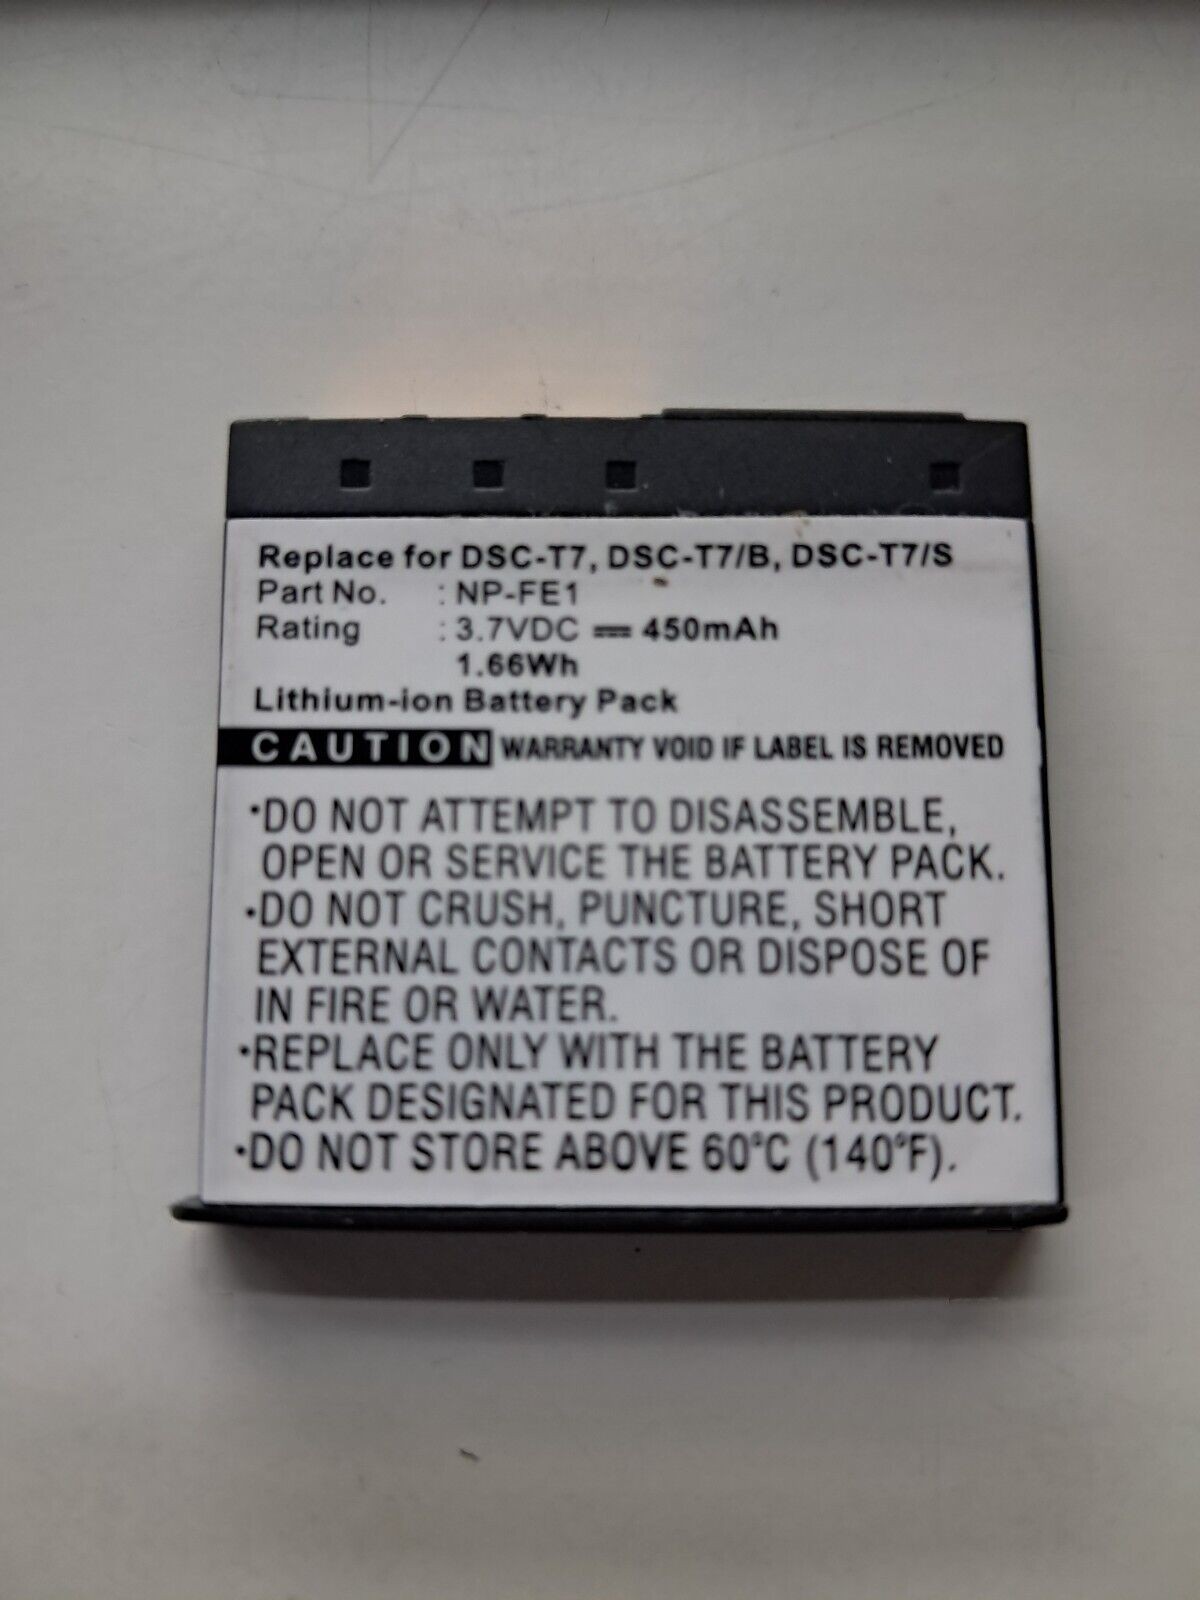 Replace for DSC-T7, DSC-T7/B, DSC-T7/S
Part No. : NP-FE1
Rating : 3.7VDC ⎓ 450mAh
1.66Wh
Lithium-ion Battery Pack
CAUTION WARRANTY VOID IF LABEL IS REMOVED
•DO NOT ATTEMPT TO DISASSEMBLE,
OPEN OR SERVICE THE BATTERY PACK.
•DO NOT CRUSH, PUNCTURE, SHORT
EXTERNAL CONTACTS OR DISPOSE OF
IN FIRE OR WATER.
•REPLACE ONLY WITH THE BATTERY
PACK DESIGNATED FOR THIS PRODUCT.
•DO NOT STORE ABOVE 60°C (140°F).